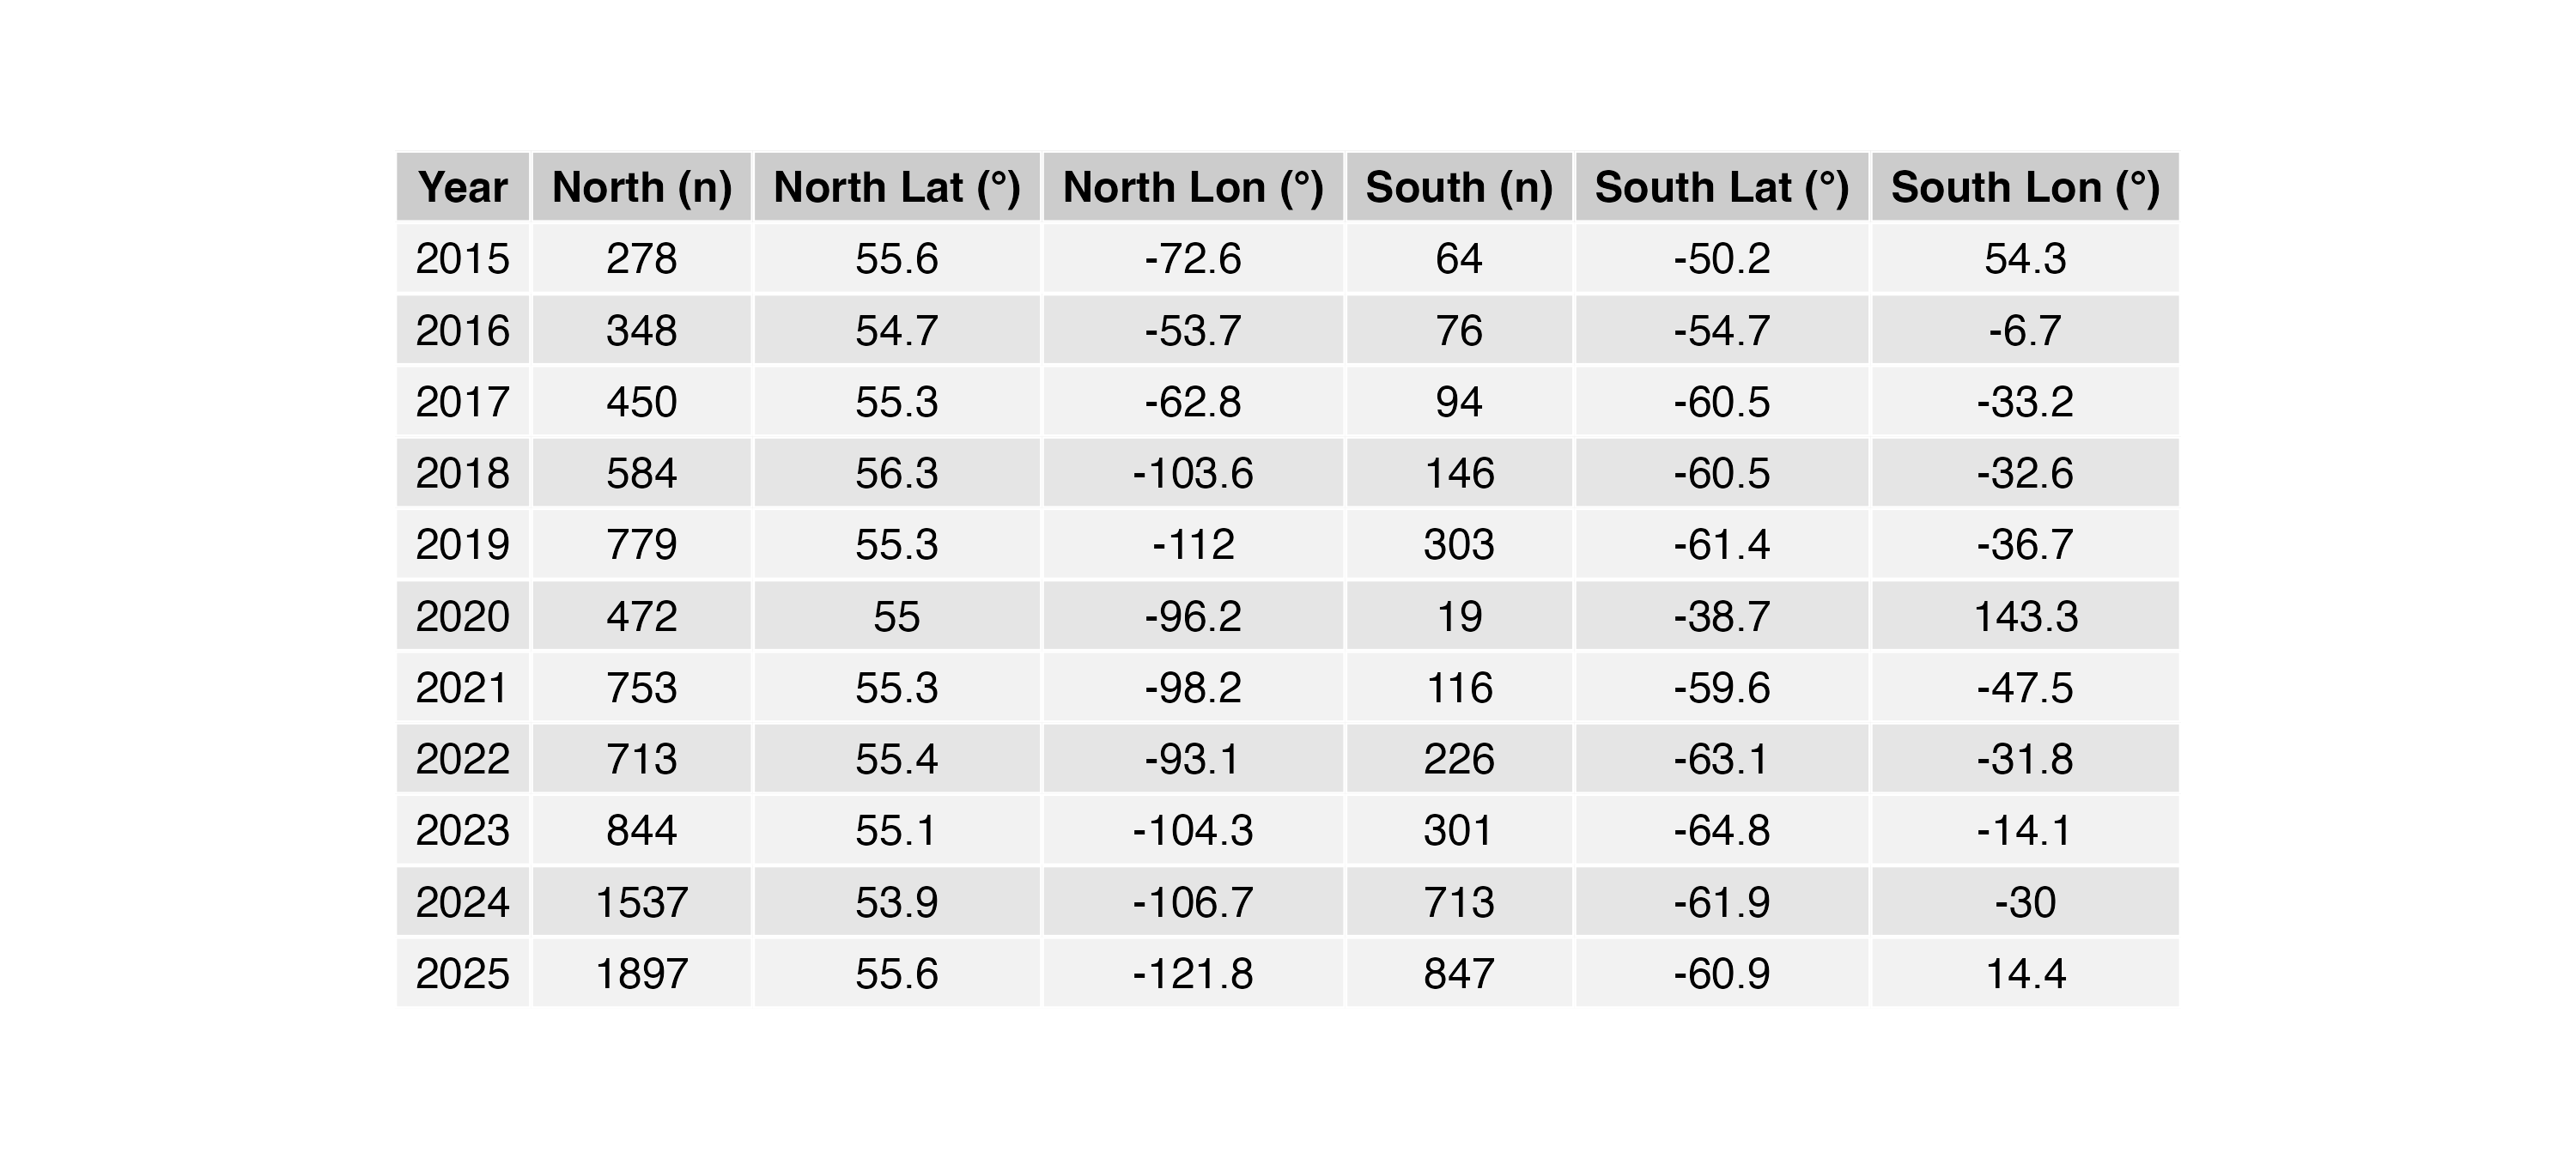 Year North (n) North Lat (°) North Lon (°) South (n) South Lat (°) South Lon (°)
2015 278 55.6 -72.6 64 -50.2 54.3
2016 348 54.7 -53.7 76 -54.7 -6.7
2017 450 55.3 -62.8 94 -60.5 -33.2
2018 584 56.3 -103.6 146 -60.5 -32.6
2019 779 55.3 -112 303 -61.4 -36.7
2020 472 55 -96.2 19 -38.7 143.3
2021 753 55.3 -98.2 116 -59.6 -47.5
2022 713 55.4 -93.1 226 -63.1 -31.8
2023 844 55.1 -104.3 301 -64.8 -14.1
2024 1537 53.9 -106.7 713 -61.9 -30
2025 1897 55.6 -121.8 847 -60.9 14.4